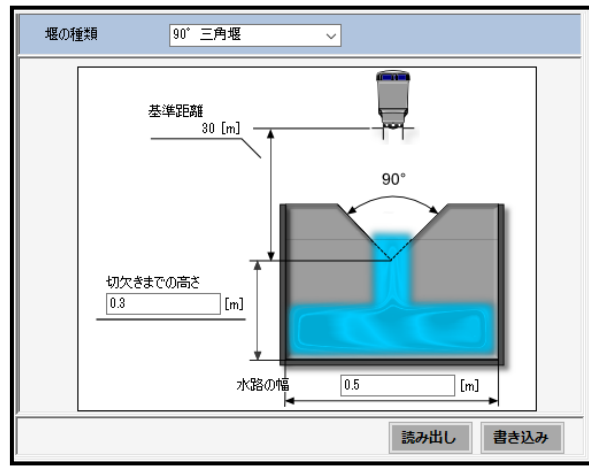 堰の種類 90° 三角堰
基準距離
30 [m]
90°
切欠きまでの高さ
0.3 [m]
水路の幅 0.5 [m]
読み出し 書き込み